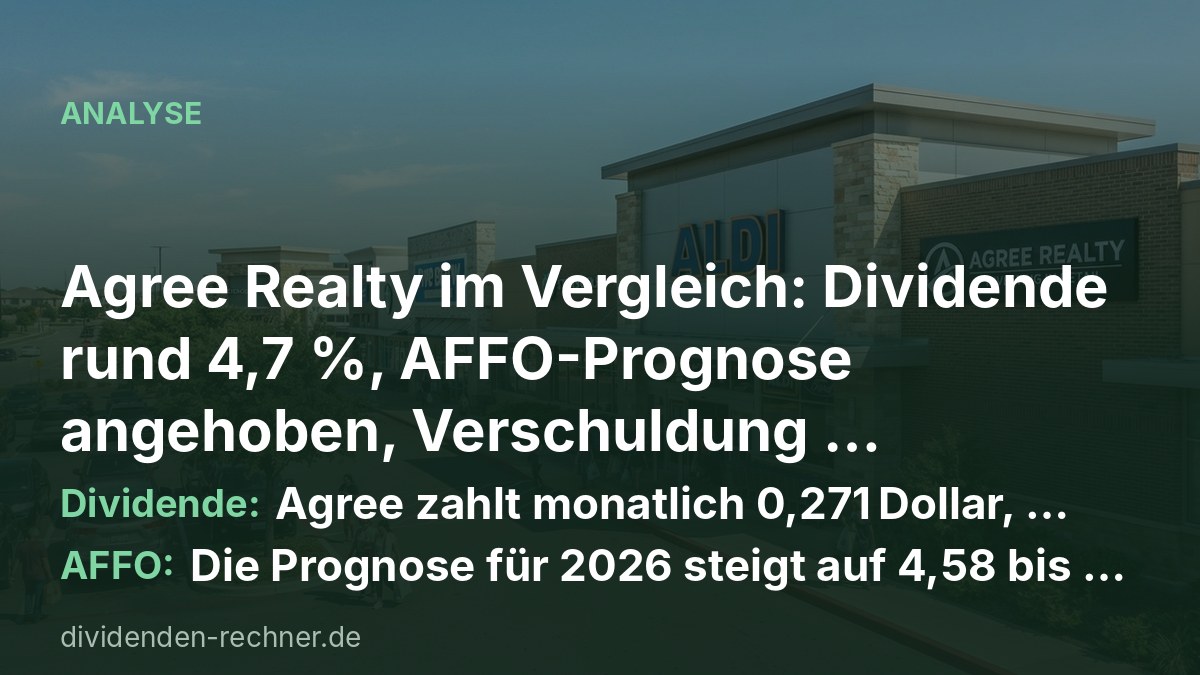 ANALYSE
ALDI
AGREE REALTY
Agree Realty im Vergleich: Dividende
rund 4,7 %, AFFO-Prognose
angehoben, Verschuldung …
Dividende: Agree zahlt monatlich 0,271 Dollar, …
AFFO: Die Prognose für 2026 steigt auf 4,58 bis …
dividenden-rechner.de